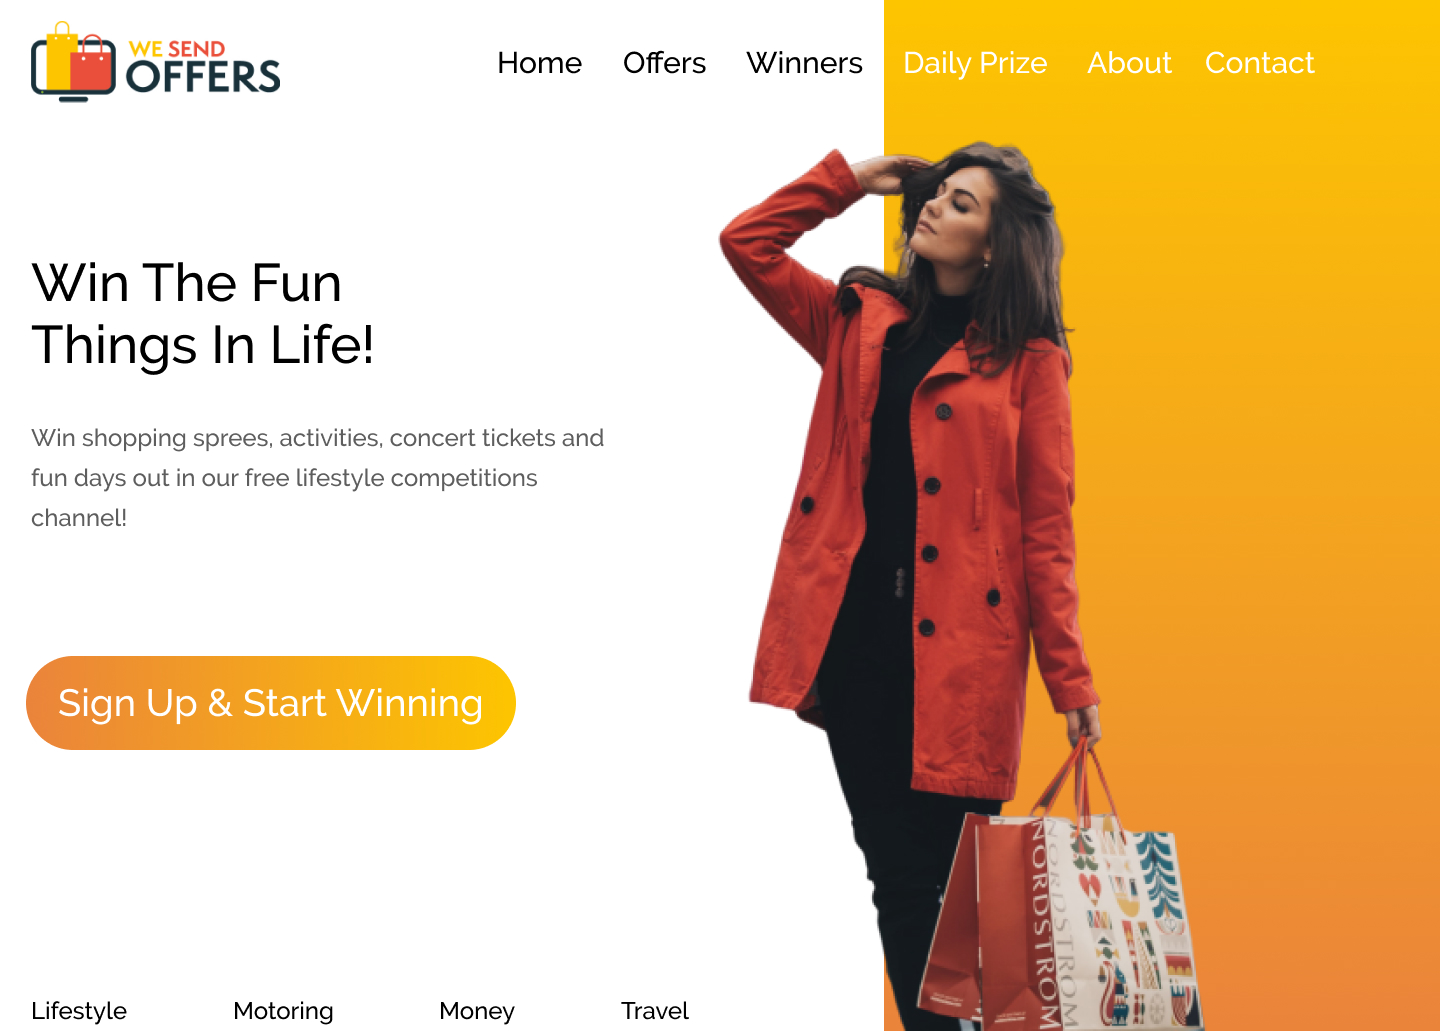 WE SEND
OFFERS
Home Offers Winners Daily Prize About Contact
Win The Fun
Things In Life!
Win shopping sprees, activities, concert tickets and
fun days out in our free lifestyle competitions
channel!
Sign Up & Start Winning
NORDSTROM
NORDSTROM
Lifestyle Motoring Money Travel